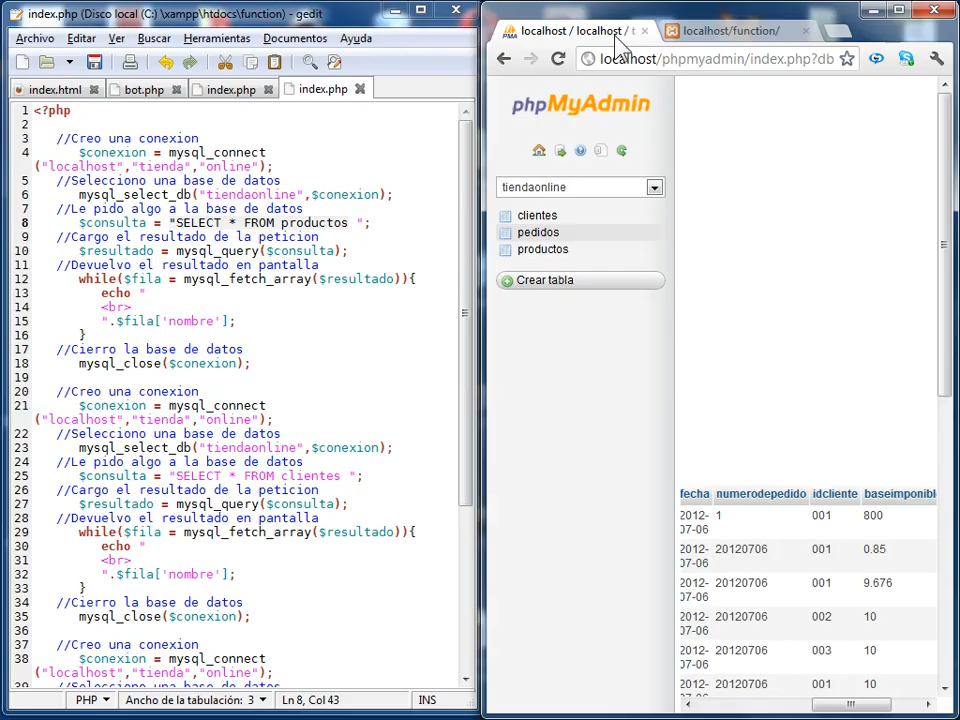 index.php (Disco local (C:) \xampp\htdocs\function) - gedit
Archivo Editar Ver Buscar Herramientas Documentos Ayuda
index.html bot.php index.php index.php
1 <?php
2
3 //Creo una conexion
4 $conexion = mysql_connect
("localhost","tienda","online");
5 //Selecciono una base de datos
6 mysql_select_db("tiendaonline",$conexion);
7 //Le pido algo a la base de datos
8 $consulta = "SELECT * FROM productos ";
9 //Cargo el resultado de la peticion
10 $resultado = mysql_query($consulta);
11 //Devuelvo el resultado en pantalla
12 while($fila = mysql_fetch_array($resultado)){
13 echo "
14 <br>
15 ".$fila['nombre'];
16 }
17 //Cierro la base de datos
18 mysql_close($conexion);
19
20 //Creo una conexion
21 $conexion = mysql_connect
("localhost","tienda","online");
22 //Selecciono una base de datos
23 mysql_select_db("tiendaonline",$conexion);
24 //Le pido algo a la base de datos
25 $consulta = "SELECT * FROM clientes ";
26 //Cargo el resultado de la peticion
27 $resultado = mysql_query($consulta);
28 //Devuelvo el resultado en pantalla
29 while($fila = mysql_fetch_array($resultado)){
30 echo "
31 <br>
32 ".$fila['nombre'];
33 }
34 //Cierro la base de datos
35 mysql_close($conexion);
36
37 //Creo una conexion
38 $conexion = mysql_connect
("localhost","tienda","online");
39 //Selecciono una base de datos
PHP Ancho de la tabulación: 3 Ln 8, Col 43 INS
PMA localhost / localhost / t localhost/function/
localhost/phpmyadmin/index.php?db
phpMyAdmin
tiendaonline
clientes
pedidos
productos
Crear tabla
fecha numerodepedido idcliente baseimponibl
2012- 1 001 800
07-06
2012- 20120706 001 0.85
07-06
2012- 20120706 001 9.676
07-06
2012- 20120706 002 10
07-06
2012- 20120706 003 10
07-06
2012- 20120706 001 10
07-06